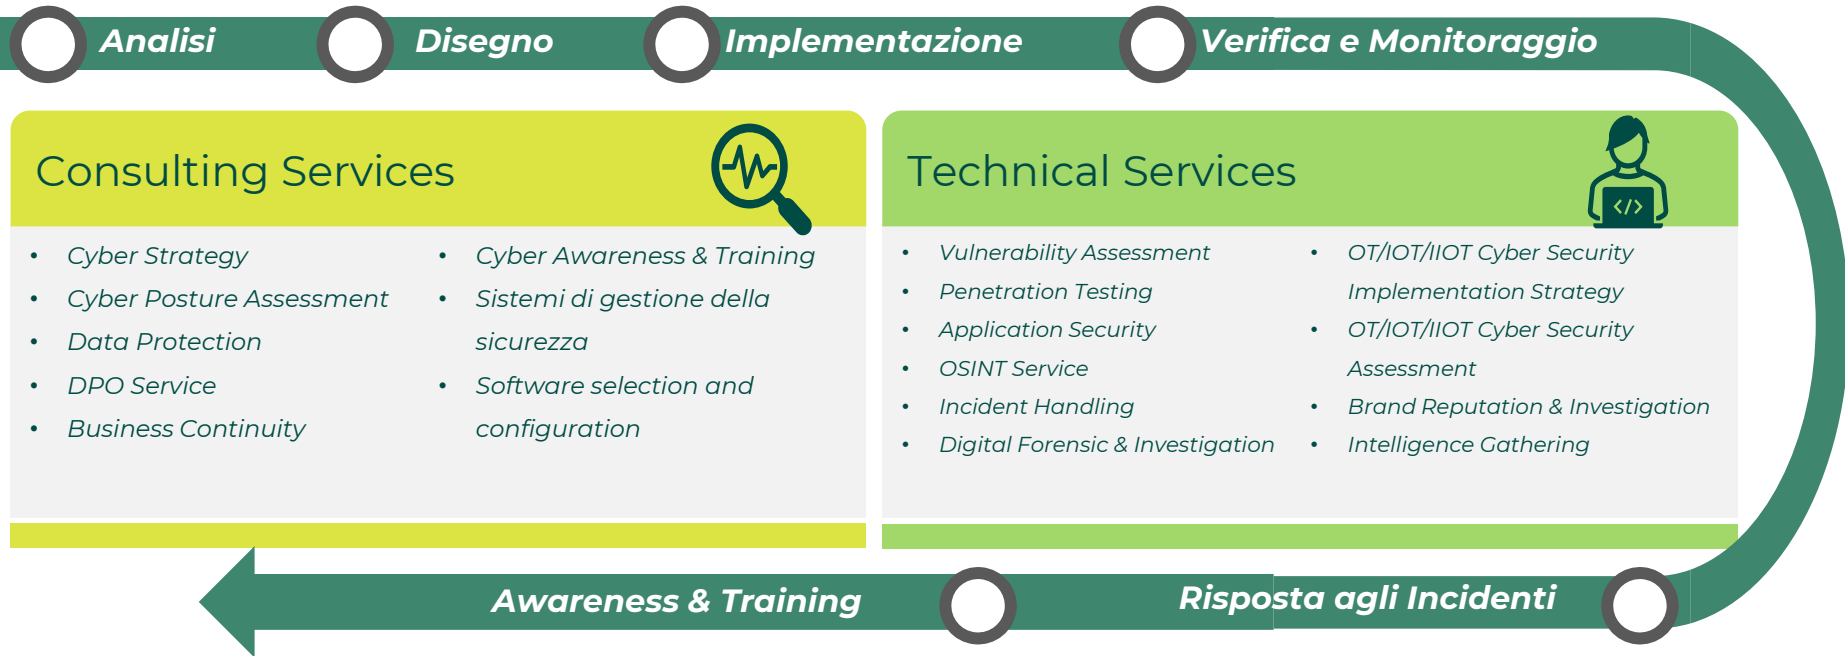 Analisi
Disegno
Implementazione
Verifica e Monitoraggio
Consulting Services
• Cyber Strategy
• Cyber Posture Assessment
• Data Protection
• DPO Service
• Business Continuity
• Cyber Awareness & Training
• Sistemi di gestione della
sicurezza
• Software selection and
configuration
Technical Services
</>
• Vulnerability Assessment
• Penetration Testing
• Application Security
• OSINT Service
• Incident Handling
• Digital Forensic & Investigation
• OT/IOT/IIOT Cyber Security
Implementation Strategy
• OT/IOT/IIOT Cyber Security
Assessment
• Brand Reputation & Investigation
• Intelligence Gathering
Risposta agli Incidenti
Awareness & Training